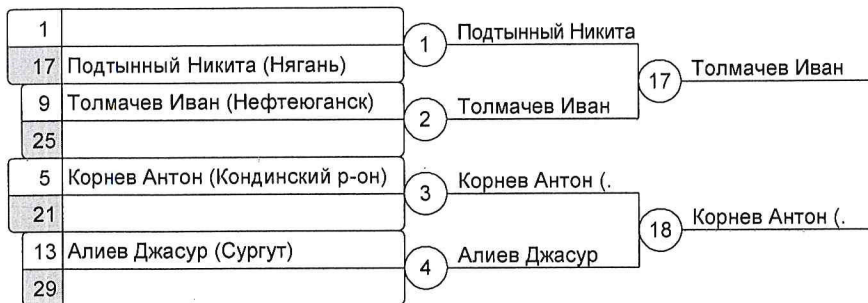 1
17 Подтынный Никита (Нягань)
1 Подтынный Никита
9 Толмачев Иван (Нефтеюганск)
25
2 Толмачев Иван
17 Толмачев Иван
5 Корнев Антон (Кондинский р-он)
21
3 Корнев Антон (.
13 Алиев Джасур (Сургут)
29
4 Алиев Джасур
18 Корнев Антон (.